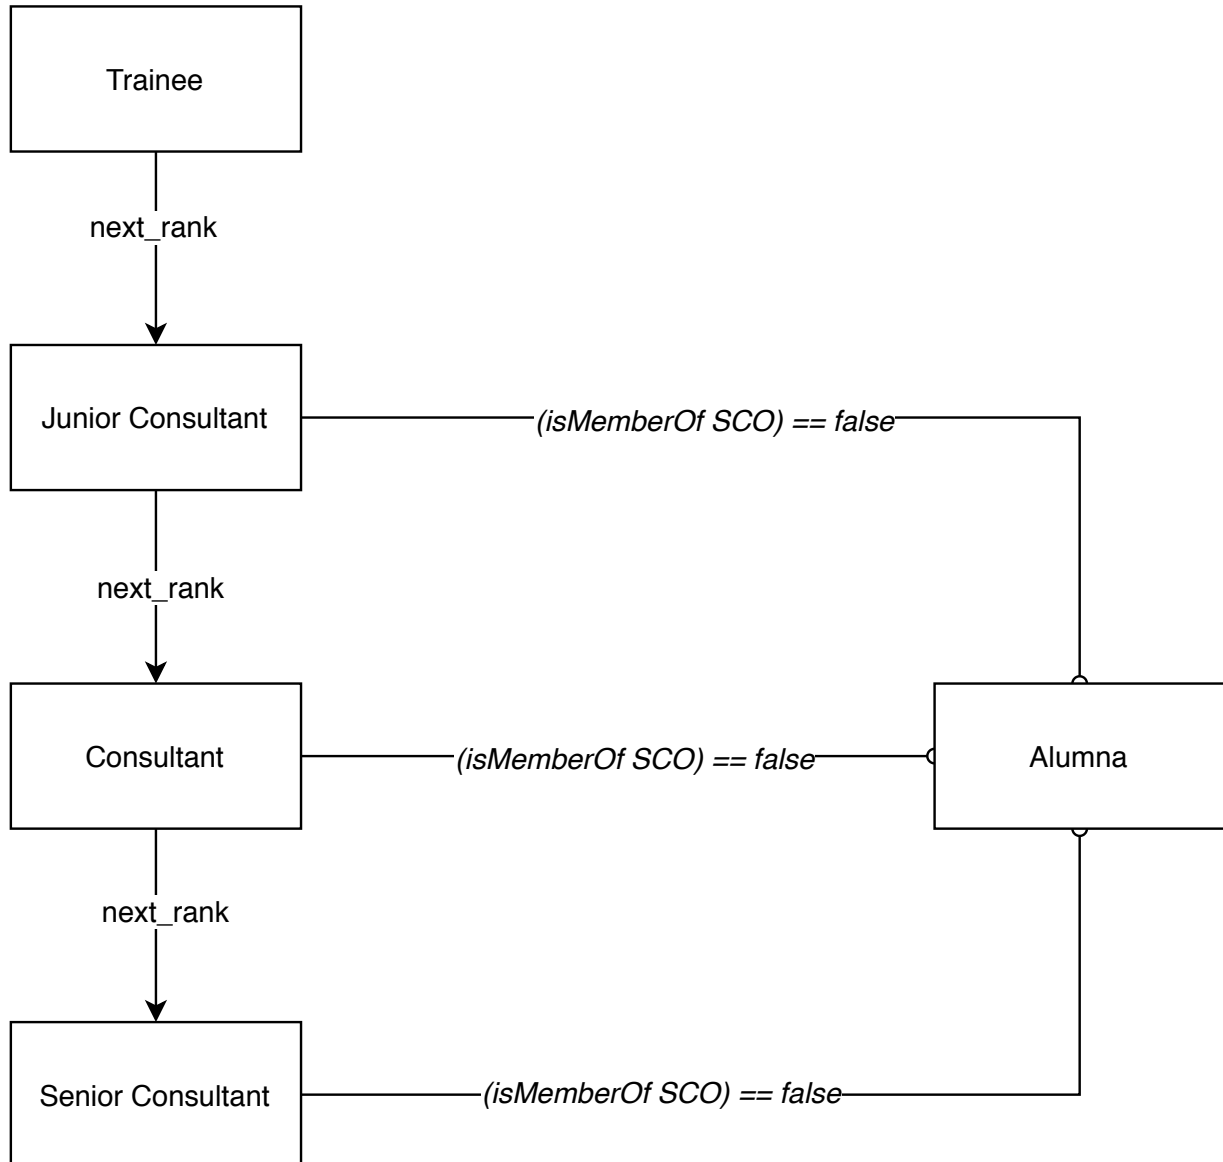 Trainee
next_rank
Junior Consultant
(isMemberOf SCO) == false
next_rank
Consultant
(isMemberOf SCO) == false
Alumna
next_rank
Senior Consultant
(isMemberOf SCO) == false